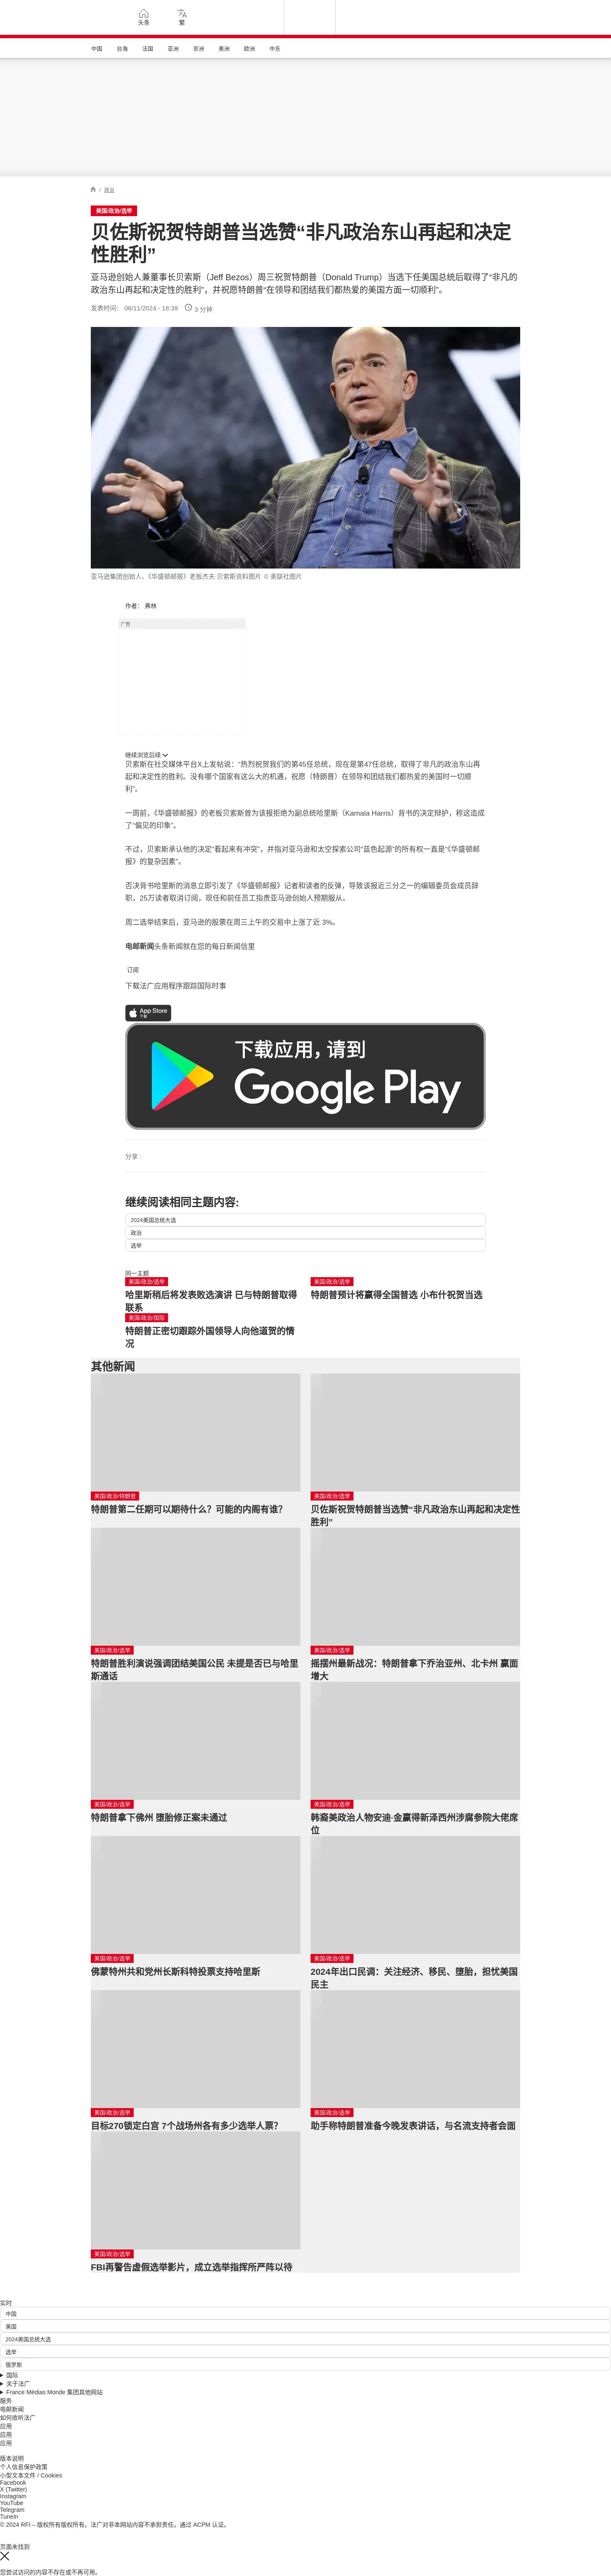 头条
繁
中国
台海
法国
亚洲
非洲
美洲
欧洲
中东
/ 政治
美国/政治/选举
贝佐斯祝贺特朗普当选赞“非凡政治东山再起和决定
性胜利”
亚马逊创始人兼董事长贝索斯（Jeff Bezos）周三祝贺特朗普（Donald Trump）当选下任美国总统后取得了“非凡的
政治东山再起和决定性的胜利”，并祝愿特朗普“在领导和团结我们都热爱的美国方面一切顺利”。
发表时间： 06/11/2024 - 18:39
3 分钟
亚马逊集团创始人、《华盛顿邮报》老板杰夫·贝索斯资料图片 © 美联社图片
作者： 弗林
广告
继续浏览后续
贝索斯在社交媒体平台X上发帖说：“热烈祝贺我们的第45任总统，现在是第47任总统，取得了非凡的政治东山再
起和决定性的胜利。没有哪个国家有这么大的机遇，祝愿（特朗普）在领导和团结我们都热爱的美国时一切顺
利”。
一周前，《华盛顿邮报》的老板贝索斯曾为该报拒绝为副总统哈里斯（Kamala Harris）背书的决定辩护，称这造成
了“偏见的印象”。
不过，贝索斯承认他的决定“看起来有冲突”，并指对亚马逊和太空探索公司“蓝色起源”的所有权一直是“《华盛顿邮
报》的复杂因素”。
否决背书哈里斯的消息立即引发了《华盛顿邮报》记者和读者的反弹，导致该报近三分之一的编辑委员会成员辞
职，25万读者取消订阅，现任和前任员工指责亚马逊创始人预期服从。
周二选举结束后，亚马逊的股票在周三上午的交易中上涨了近 3%。
电邮新闻头条新闻就在您的每日新闻信里
订阅
下载法广应用程序跟踪国际时事
App Store
下载
下载应用，请到
Google Play
分享 :
继续阅读相同主题内容:
2024美国总统大选
政治
选举
同一主题
美国/政治/选举
哈里斯稍后将发表败选演讲 已与特朗普取得
联系
美国/政治/选举
特朗普预计将赢得全国普选 小布什祝贺当选
美国/政治/国际
特朗普正密切跟踪外国领导人向他道贺的情
况
其他新闻
美国/政治/特朗普
特朗普第二任期可以期待什么？可能的内阁有谁？
美国/政治/选举
贝佐斯祝贺特朗普当选赞“非凡政治东山再起和决定性
胜利”
美国/政治/选举
特朗普胜利演说强调团结美国公民 未提是否已与哈里
斯通话
美国/政治/选举
摇摆州最新战况：特朗普拿下乔治亚州、北卡州 赢面
增大
美国/政治/选举
特朗普拿下佛州 堕胎修正案未通过
美国/政治/选举
韩裔美政治人物安迪·金赢得新泽西州涉腐参院大佬席
位
美国/政治/选举
佛蒙特州共和党州长斯科特投票支持哈里斯
美国/政治/选举
2024年出口民调：关注经济、移民、堕胎，担忧美国
民主
美国/政治/选举
目标270锁定白宫 7个战场州各有多少选举人票？
美国/政治/选举
助手称特朗普准备今晚发表讲话，与名流支持者会面
美国/政治/选举
FBI再警告虚假选举影片，成立选举指挥所严阵以待
实时
中国
美国
2024美国总统大选
选举
俄罗斯
国际
关于法广
France Médias Monde 集团其他网站
服务
电邮新闻
如何收听法广
应用
应用
应用
版本说明
个人信息保护政策
小型文本文件 / Cookies
Facebook
X (Twitter)
Instagram
YouTube
Telegram
TuneIn
© 2024 RFI – 版权所有版权所有。法广对非本网站内容不承担责任。通过 ACPM 认证。
页面未找到
您尝试访问的内容不存在或不再可用。